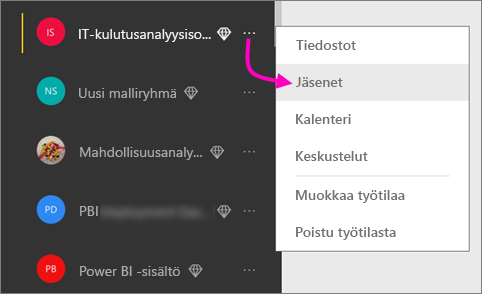 IS IT-kulutusanalyysiso... ...
NS Uusi malliryhmä ...
Mahdollisuusanaly... ...
PD PBI ...
PB Power BI -sisältö ...
Tiedostot
Jäsenet
Kalenteri
Keskustelut
Muokkaa työtilaa
Poistu työtilasta